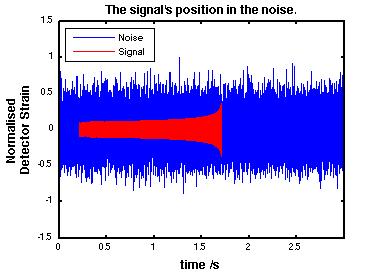 The signal's position in the noise.
Noise
Signal
1.5
1
0.5
0
-0.5
-1
-1.5
Normalised
Detector Strain
0
0.5
1
1.5
2
2.5
time /s